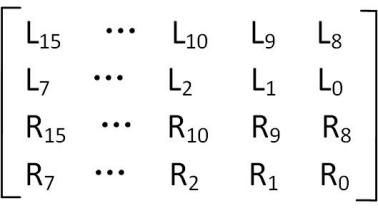 L₁₅ ⋯ L₁₀ L₉ L₈
L₇ ⋯ L₂ L₁ L₀
R₁₅ ⋯ R₁₀ R₉ R₈
R₇ ⋯ R₂ R₁ R₀